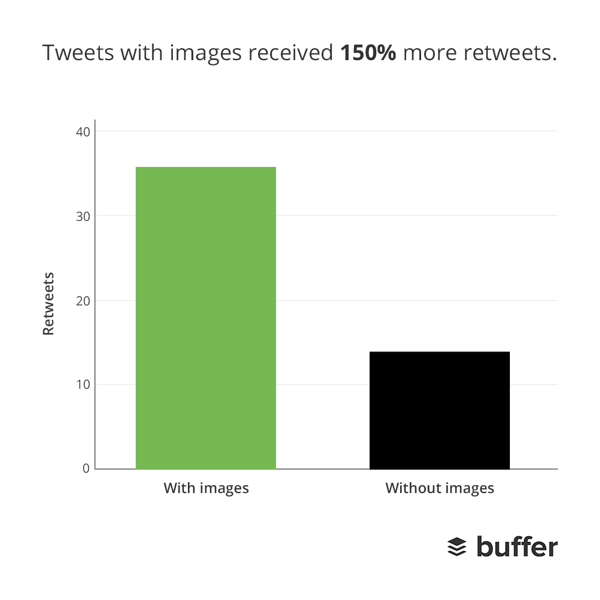 Tweets with images received 150% more retweets.
40
30
20
10
0
Retweets
With images
Without images
buffer